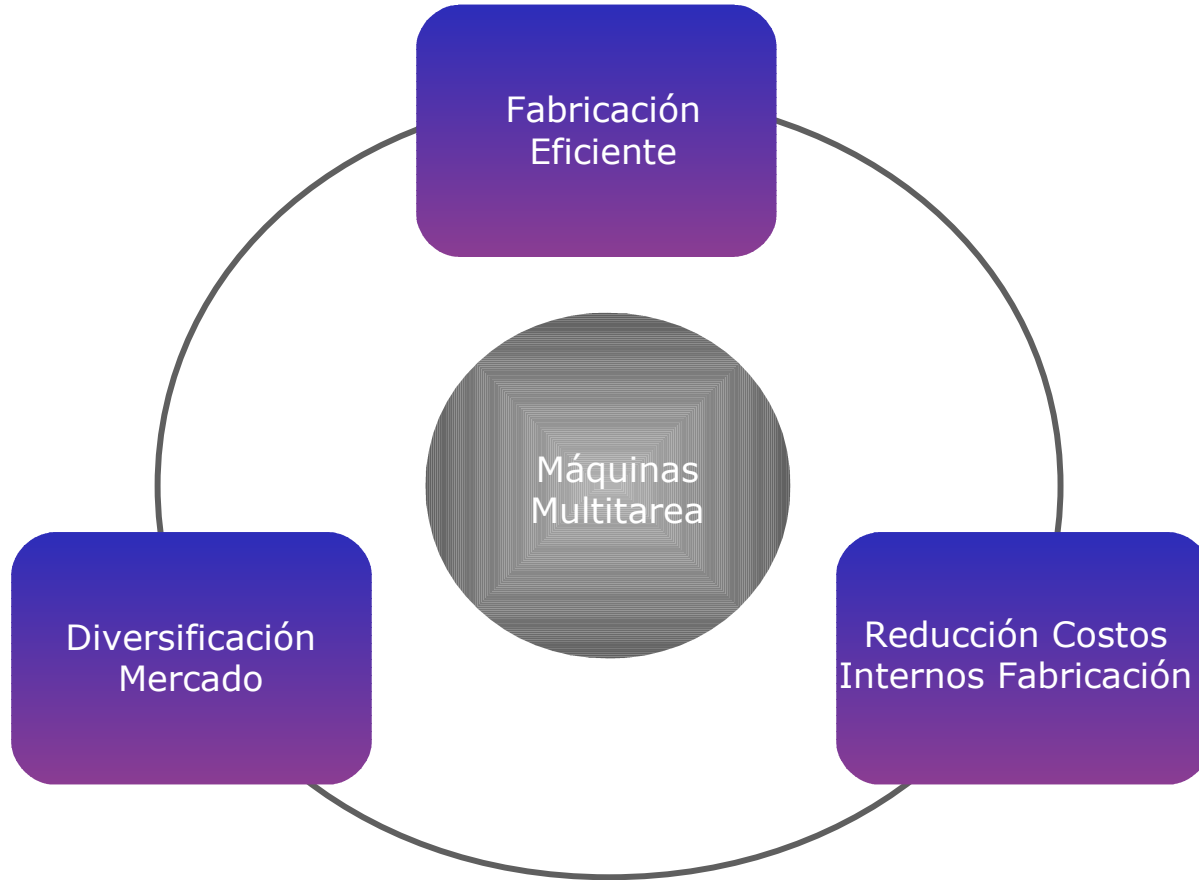 Fabricación
Eficiente
Máquinas
Multitarea
Diversificación
Mercado
Reducción Costos
Internos Fabricación